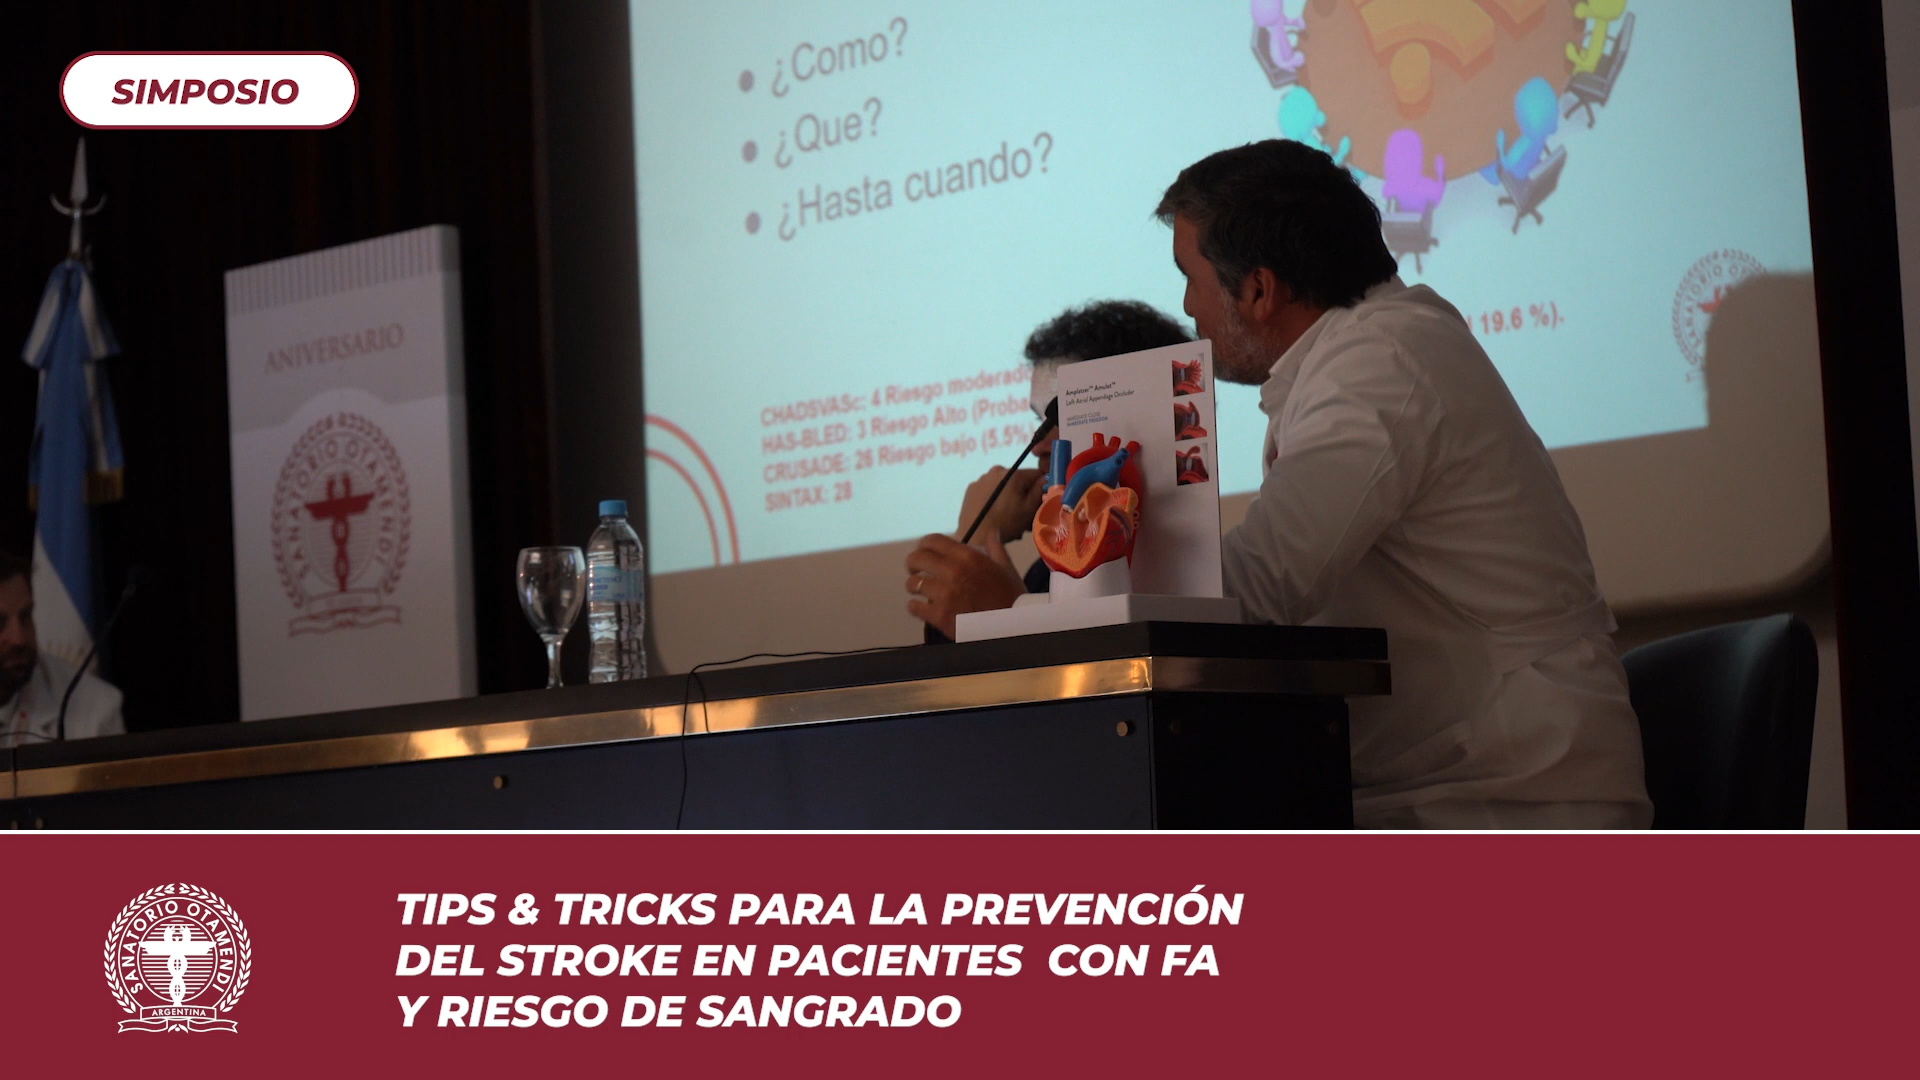 SIMPOSIO
• ¿Como?
• ¿Que?
• ¿Hasta cuando?
19.6 %).
CHADSVASc: 4 Riesgo moderado
HAS-BLED: 3 Riesgo Alto (Proba
CRUSADE: 26 Riesgo bajo (5.5%
SINTAX: 28
ANIVERSARIO
SANATORIO OTAMENDI
Amplatzer™ Amulet™
Left Atrial Appendage Occluder
SANATORIO OTAMENDI
ARGENTINA
TIPS & TRICKS PARA LA PREVENCIÓN
DEL STROKE EN PACIENTES CON FA
Y RIESGO DE SANGRADO